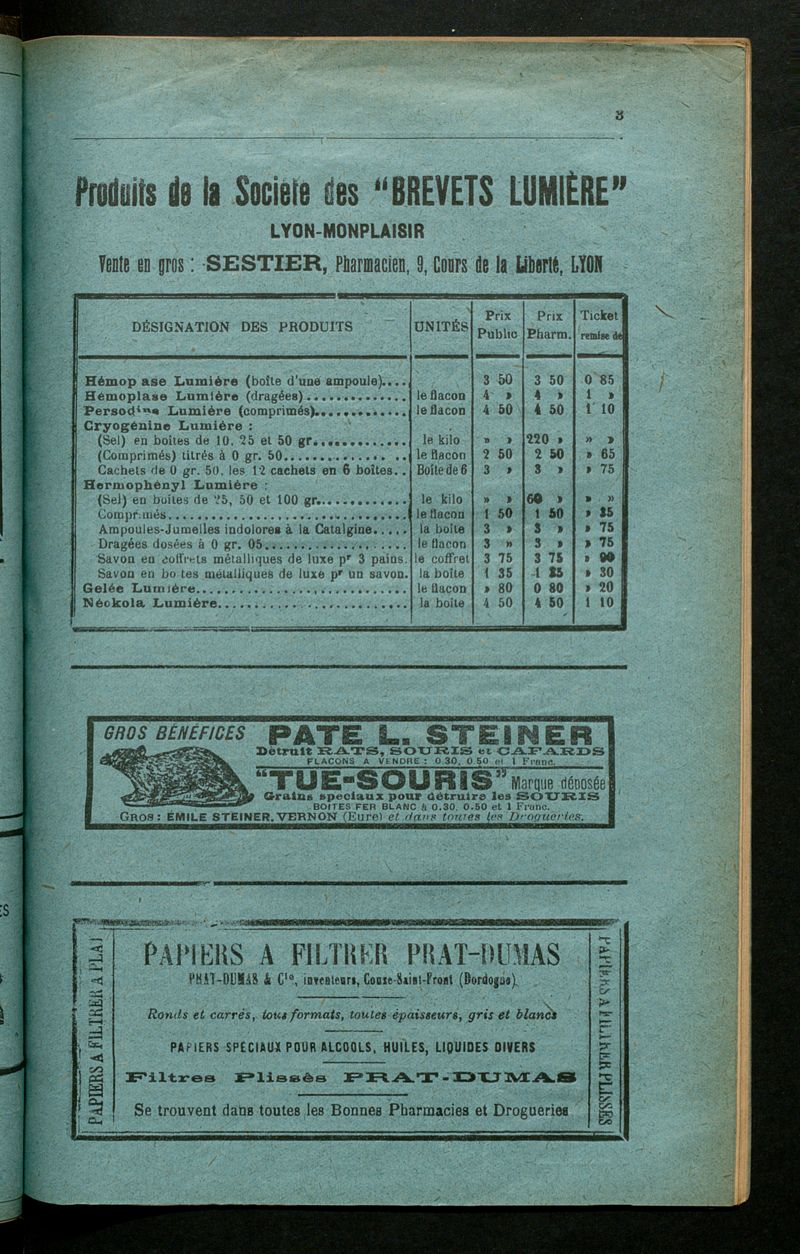 3
Produits de la Société des "BREVETS LUMIÈRE"
LYON-MONPLAISIR
Vente en gros : SESTIER, Pharmacien, 9, Cours de la Liberté, LYON
DÉSIGNATION DES PRODUITS UNITÉS Prix Public Prix Pharm. Ticket remise de
Hémop ase Lumière (boîte d'une ampoule).... 3 50 3 50 0 85
Hémoplase Lumière (dragées).............. le flacon 4 » 4 » 1 »
Persodine Lumière (comprimés)............. le flacon 4 50 4 50 1 10
Cryogénine Lumière :
(Sel) en boîtes de 10, 25 et 50 gr............. le kilo » » 220 » » »
(Comprimés) titrés à 0 gr. 50................ le flacon 2 50 2 50 » 65
Cachets de 0 gr. 50, les 12 cachets en 6 boîtes.. Boîte de 6 3 » 3 » » 75
Hermophényl Lumière :
(Sel) en boîtes de 25, 50 et 100 gr............. le kilo » » 60 » » »
Comprimés.................................. le flacon 1 50 1 50 » 35
Ampoules-Jumelles indolores à la Catalgine..... la boîte 3 » 3 » » 75
Dragées dosées à 0 gr. 05.................... le flacon 3 » 3 » » 75
Savon en coffrets métalliques de luxe pr 3 pains. le coffret 3 75 3 75 » 90
Savon en bo tes métalliques de luxe pr un savon. la boîte 1 35 1 35 » 30
Gelée Lumière.............................. le flacon » 80 0 80 » 20
Néokola Lumière........................... la boîte 4 50 4 50 1 10
GROS BÉNÉFICES PATE L. STEINER
Détruit RATS, SOURIS et CAFARDS
FLACONS A VENDRE : 0.30, 0.50 et 1 Franc.
"TUE-SOURIS" Marque déposée
Grains spéciaux pour détruire les SOURIS
BOITES FER BLANC à 0.30, 0.50 et 1 Franc.
GROS : ÉMILE STEINER, VERNON (Eure) et dans toutes les Drogueries.
PAPIERS A FILTRER A PLAT
PAPIERS A FILTRER PRAT-DUMAS
PRAT-DUMAS & Cie, inventeurs, Couze-Saint-Front (Dordogne)
Ronds et carrés, tous formats, toutes épaisseurs, gris et blancs
PAPIERS SPÉCIAUX POUR ALCOOLS, HUILES, LIQUIDES DIVERS
Filtres Plissés PRAT-DUMAS
Se trouvent dans toutes les Bonnes Pharmacies et Drogueries
PAPIERS A FILTRER PLISSÉS